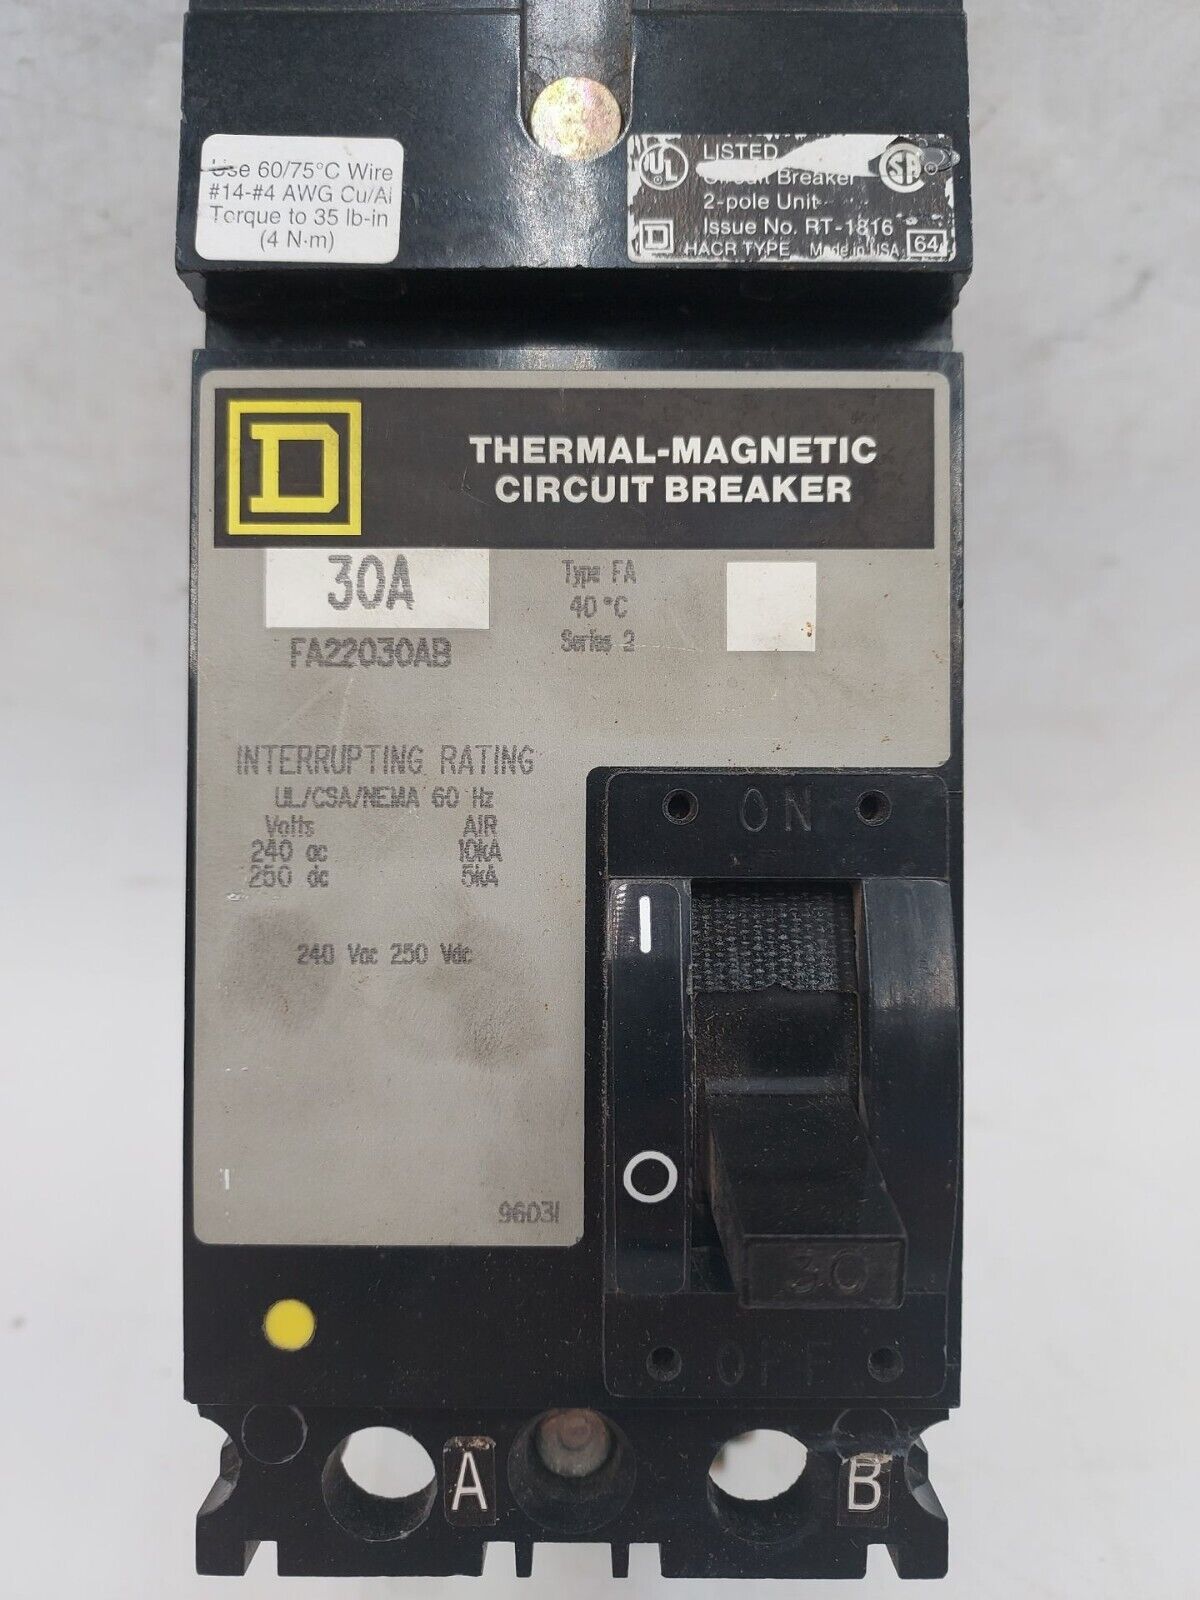 Use 60/75°C Wire
#14-#4 AWG Cu/Al
Torque to 35 lb-in
(4 N·m)
UL
LISTED
SA
Circuit Breaker
2-pole Unit
Issue No. RT-1816
D
HACR TYPE Made in USA 64
D
THERMAL-MAGNETIC
CIRCUIT BREAKER
30A
FA22030AB
Type FA
40°C
Series 2
INTERRUPTING RATING
UL/CSA/NEMA 60 Hz
Volts AIR
240 ac 10kA
250 dc 5kA
240 Vac 250 Vdc
96031
ON
I
O
30
OFF
A
B